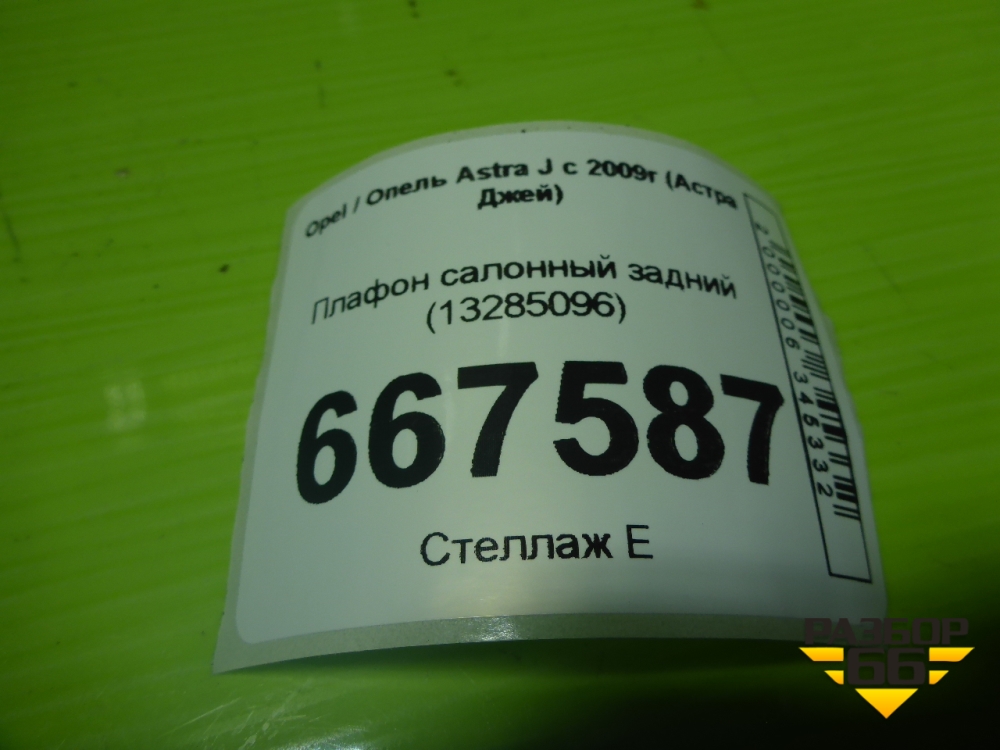 Opel / Опель Astra J с 2009г (Астра
Джей)
Плафон салонный задний
(13285096)
667587
Стеллаж Е
2000006346332
РАЗБОР
66